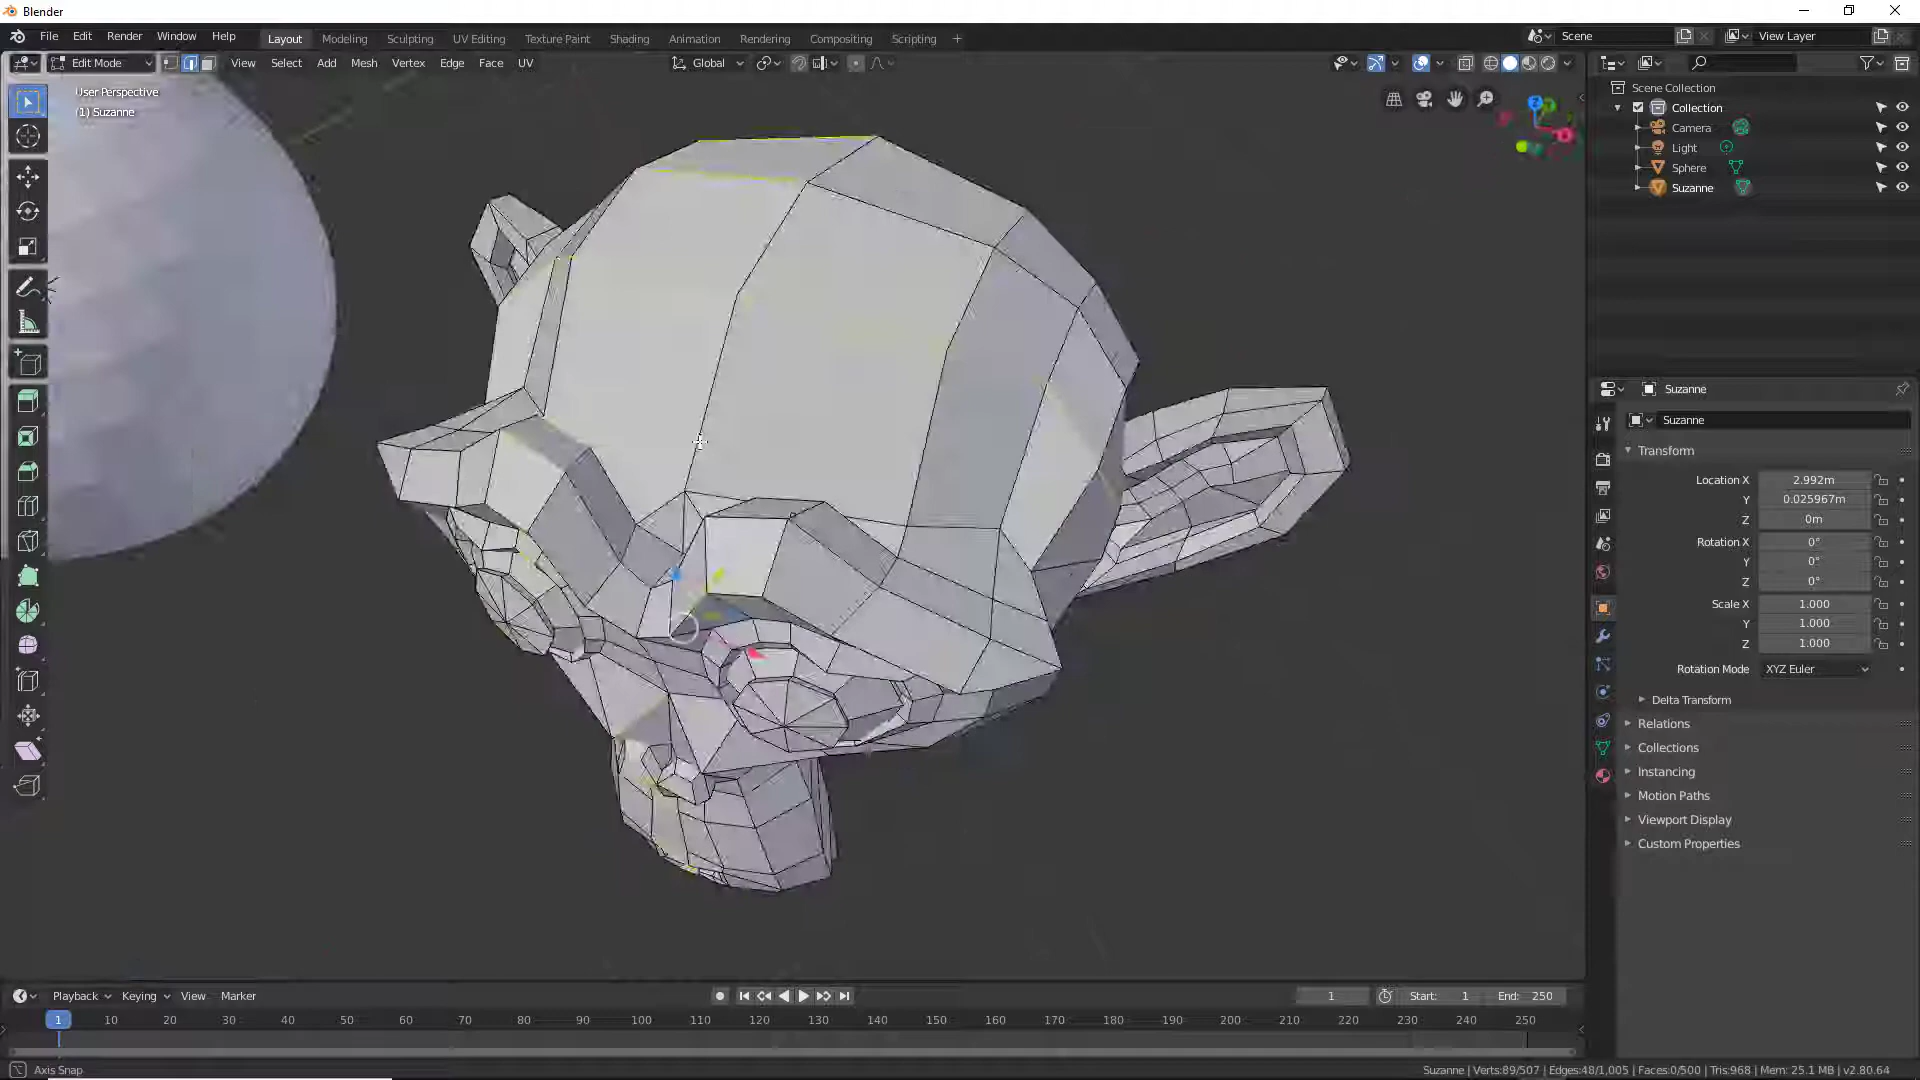 Blender
File Edit Render Window Help Layout Modeling Sculpting UV Editing Texture Paint Shading Animation Rendering Compositing Scripting + Scene View Layer
Edit Mode View Select Add Mesh Vertex Edge Face UV Global
User Perspective
(1) Suzanne
Scene Collection
Collection
Camera
Light
Sphere
Suzanne
Suzanne
Suzanne
Transform
Location X 2.992m
Y 0.025967m
Z 0m
Rotation X 0°
Y 0°
Z 0°
Scale X 1.000
Y 1.000
Z 1.000
Rotation Mode XYZ Euler
Delta Transform
Relations
Collections
Instancing
Motion Paths
Viewport Display
Custom Properties
Playback Keying View Marker 1 Start: 1 End: 250
1 10 20 30 40 50 60 70 80 90 100 110 120 130 140 150 160 170 180 190 200 210 220 230 240 250
Axis Snap Suzanne | Verts:89/507 | Edges:48/1,005 | Faces:0/500 | Tris:968 | Mem: 25.1 MB | v2.80.64